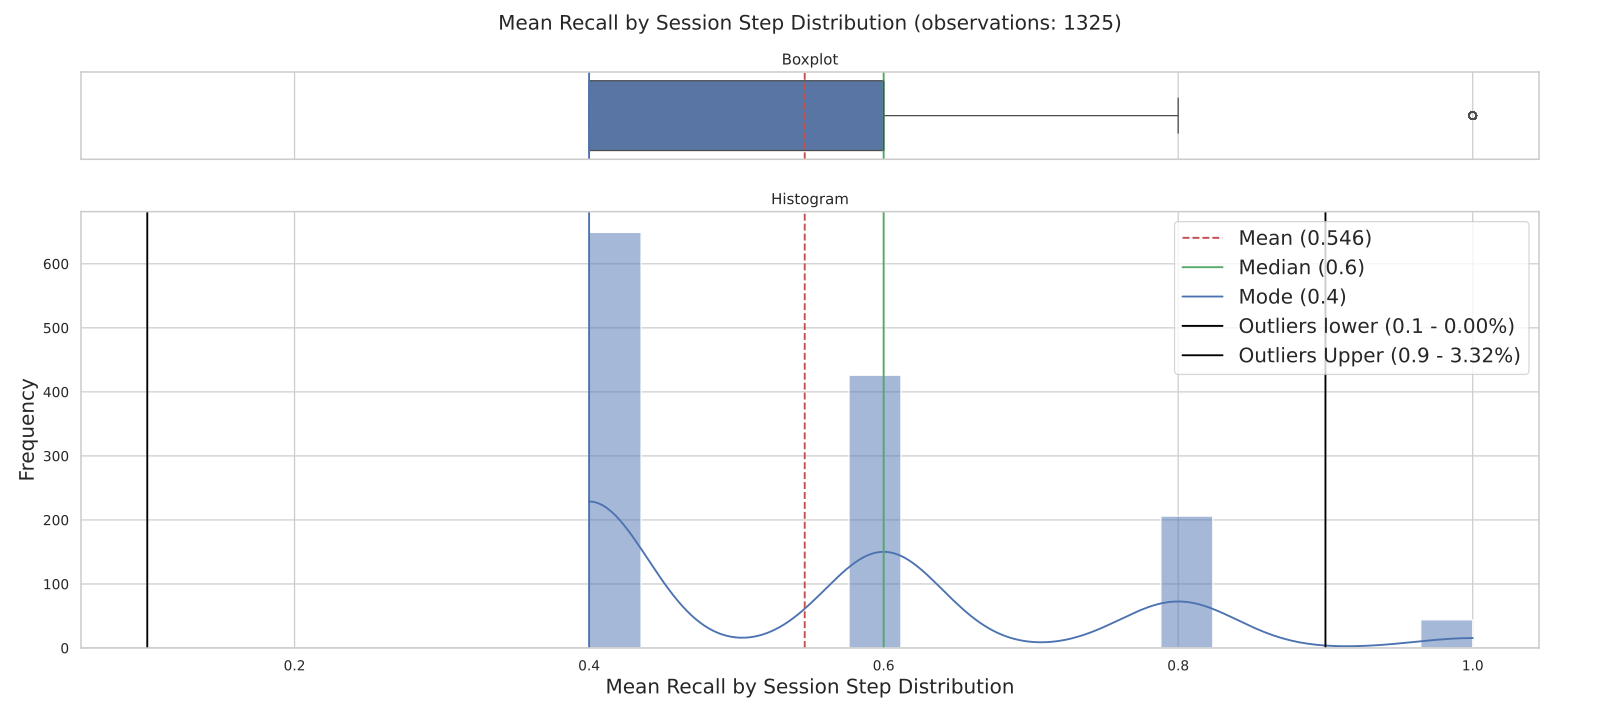 Mean Recall by Session Step Distribution (observations: 1325)
Boxplot
Histogram
Mean (0.546)
Median (0.6)
Mode (0.4)
Outliers lower (0.1 - 0.00%)
Outliers Upper (0.9 - 3.32%)
Frequency
600
500
400
300
200
100
0
0.2
0.4
0.6
0.8
1.0
Mean Recall by Session Step Distribution